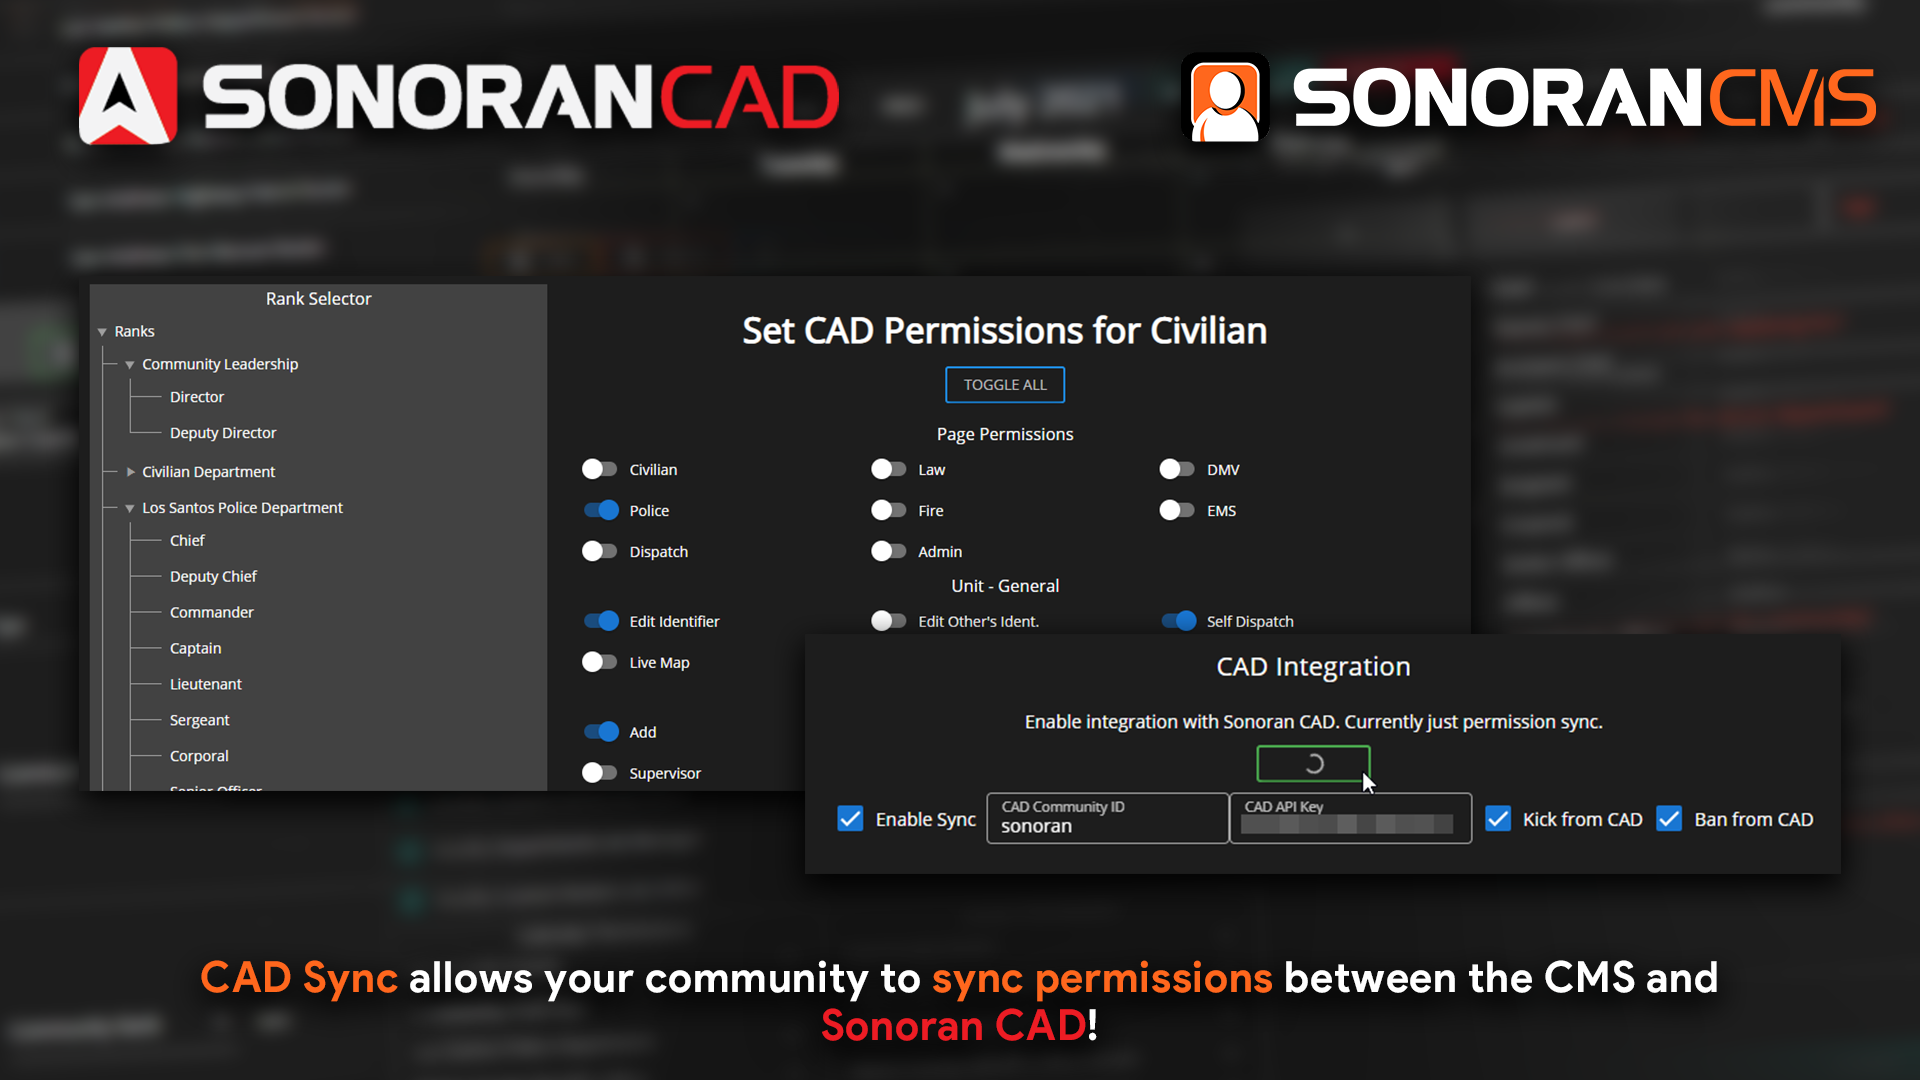 SONORANCAD
SONORANCMS
Rank Selector
Ranks
Community Leadership
Director
Deputy Director
Civilian Department
Los Santos Police Department
Chief
Deputy Chief
Commander
Captain
Lieutenant
Sergeant
Corporal
Senior Officer
Set CAD Permissions for Civilian
TOGGLE ALL
Page Permissions
Civilian Law DMV
Police Fire EMS
Dispatch Admin
Unit - General
Edit Identifier Edit Other's Ident. Self Dispatch
Live Map
Add
Supervisor
CAD Integration
Enable integration with Sonoran CAD. Currently just permission sync.
Enable Sync
CAD Community ID
sonoran
CAD API Key
Kick from CAD
Ban from CAD
CAD Sync allows your community to sync permissions between the CMS and
Sonoran CAD!